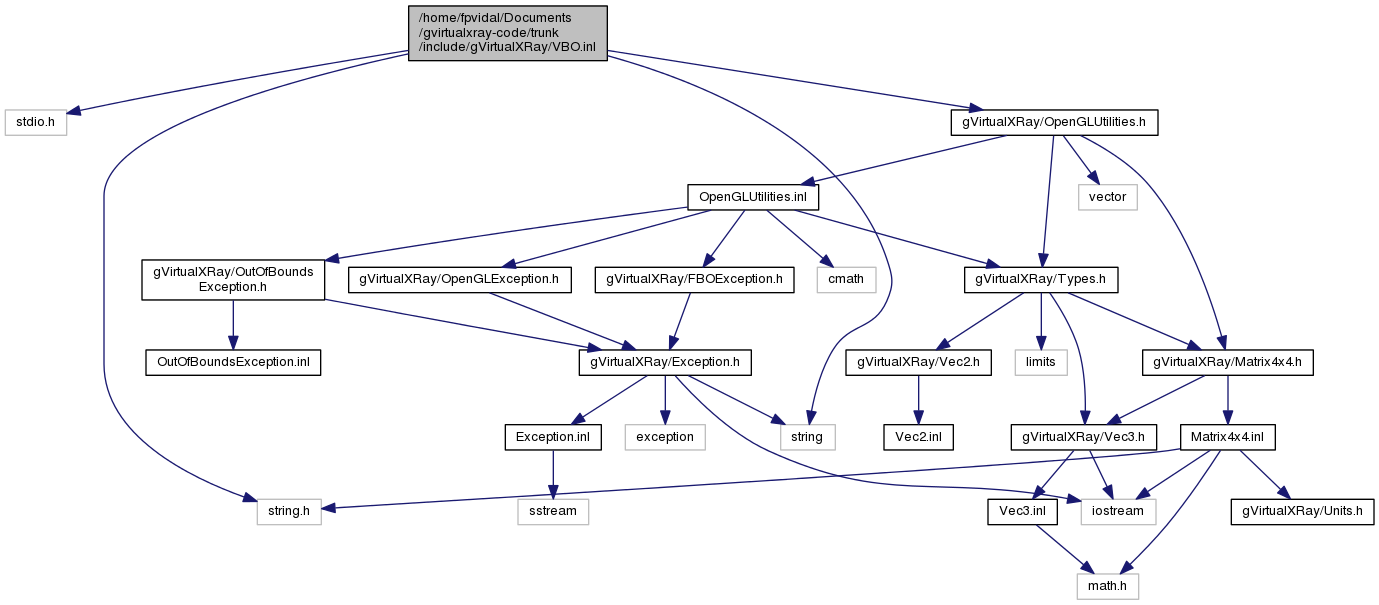 /home/fpvidal/Documents
/gvirtualxray-code/trunk
/include/gVirtualXRay/VBO.inl
stdio.h
gVirtualXRay/OpenGLUtilities.h
OpenGLUtilities.inl
vector
gVirtualXRay/OutOfBounds
Exception.h
gVirtualXRay/OpenGLException.h
gVirtualXRay/FBOException.h
cmath
gVirtualXRay/Types.h
OutOfBoundsException.inl
gVirtualXRay/Exception.h
gVirtualXRay/Vec2.h
limits
gVirtualXRay/Matrix4x4.h
Exception.inl
exception
string
Vec2.inl
gVirtualXRay/Vec3.h
Matrix4x4.inl
string.h
sstream
Vec3.inl
iostream
gVirtualXRay/Units.h
math.h